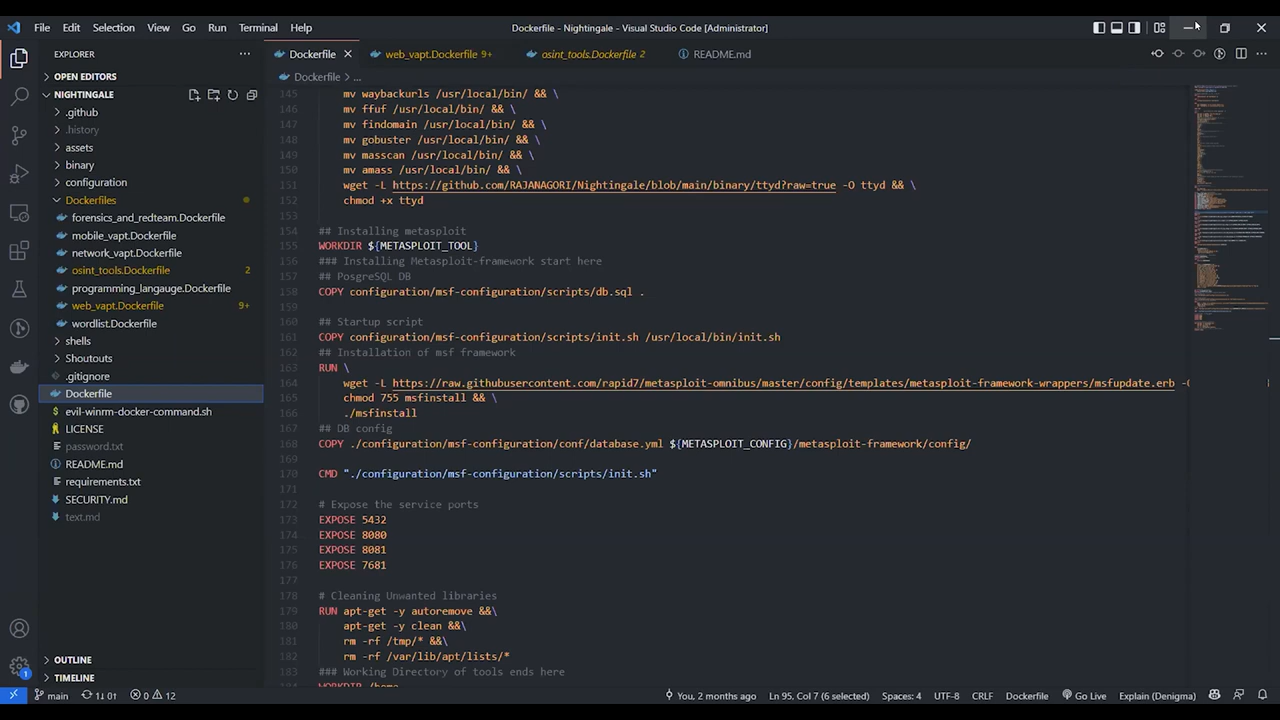 File Edit Selection View Go Run Terminal Help
Dockerfile - Nightingale - Visual Studio Code [Administrator]
EXPLORER
OPEN EDITORS
NIGHTINGALE
.github
.history
assets
binary
configuration
Dockerfiles
forensics_and_redteam.Dockerfile
mobile_vapt.Dockerfile
network_vapt.Dockerfile
osint_tools.Dockerfile 2
programming_langauge.Dockerfile
web_vapt.Dockerfile 9+
wordlist.Dockerfile
shells
Shoutouts
.gitignore
Dockerfile
evil-winrm-docker-command.sh
LICENSE
password.txt
README.md
requirements.txt
SECURITY.md
text.md
OUTLINE
TIMELINE
Dockerfile web_vapt.Dockerfile 9+ osint_tools.Dockerfile 2 README.md
Dockerfile > ...
145 mv waybackurls /usr/local/bin/ && \
146 mv ffuf /usr/local/bin/ && \
147 mv findomain /usr/local/bin/ && \
148 mv gobuster /usr/local/bin/ && \
149 mv masscan /usr/local/bin/ && \
150 mv amass /usr/local/bin/ && \
151 wget -L https://github.com/RAJANAGORI/Nightingale/blob/main/binary/ttyd?raw=true -O ttyd && \
152 chmod +x ttyd
153
154 ## Installing metasploit
155 WORKDIR ${METASPLOIT_TOOL}
156 ### Installing Metasploit-framework start here
157 ## PosgreSQL DB
158 COPY configuration/msf-configuration/scripts/db.sql .
159
160 ## Startup script
161 COPY configuration/msf-configuration/scripts/init.sh /usr/local/bin/init.sh
162 ## Installation of msf framework
163 RUN \
164 wget -L https://raw.githubusercontent.com/rapid7/metasploit-omnibus/master/config/templates/metasploit-framework-wrappers/msfupdate.erb
165 chmod 755 msfinstall && \
166 ./msfinstall
167 ## DB config
168 COPY ./configuration/msf-configuration/conf/database.yml ${METASPLOIT_CONFIG}/metasploit-framework/config/
169
170 CMD "./configuration/msf-configuration/scripts/init.sh"
171
172 # Expose the service ports
173 EXPOSE 5432
174 EXPOSE 8080
175 EXPOSE 8081
176 EXPOSE 7681
177
178 # Cleaning Unwanted libraries
179 RUN apt-get -y autoremove &&\
180 apt-get -y clean &&\
181 rm -rf /tmp/* &&\
182 rm -rf /var/lib/apt/lists/*
183 ### Working Directory of tools ends here
WORKDIR /home
1
main 0 12 You, 2 months ago Ln 95, Col 7 (6 selected) Spaces: 4 UTF-8 CRLF Dockerfile Go Live Explain (Denigma)